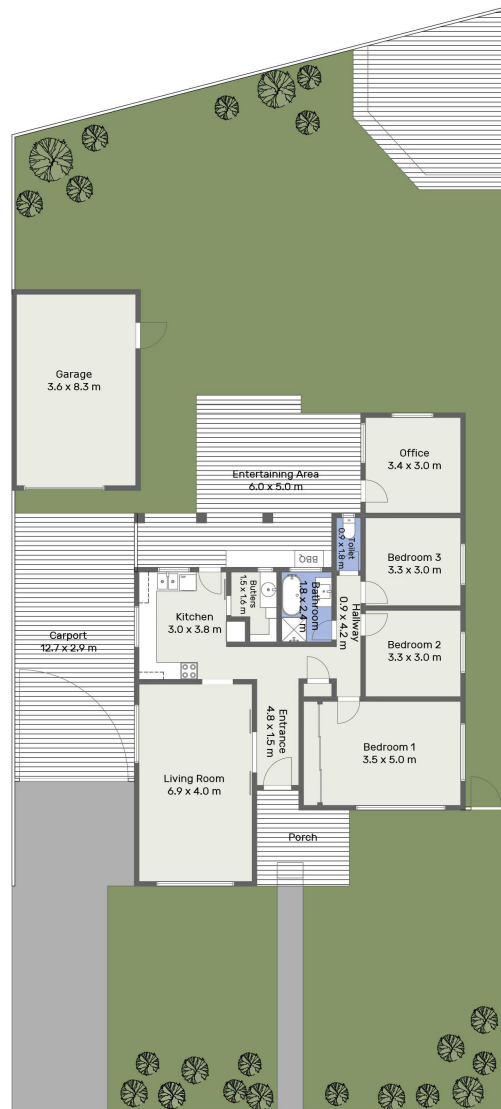 Garage
3.6 x 8.3 m
Office
3.4 x 3.0 m
Entertaining Area
6.0 x 5.0 m
Toilet
0.9 x 1.8 m
Bedroom 3
3.3 x 3.0 m
BBQ
Butlers
1.5 x 1.6 m
Bathroom
1.8 x 2.4 m
Hallway
0.9 x 4.2 m
Kitchen
3.0 x 3.8 m
Bedroom 2
3.3 x 3.0 m
Carport
12.7 x 2.9 m
Entrance
4.8 x 1.5 m
Bedroom 1
3.5 x 5.0 m
Living Room
6.9 x 4.0 m
Porch